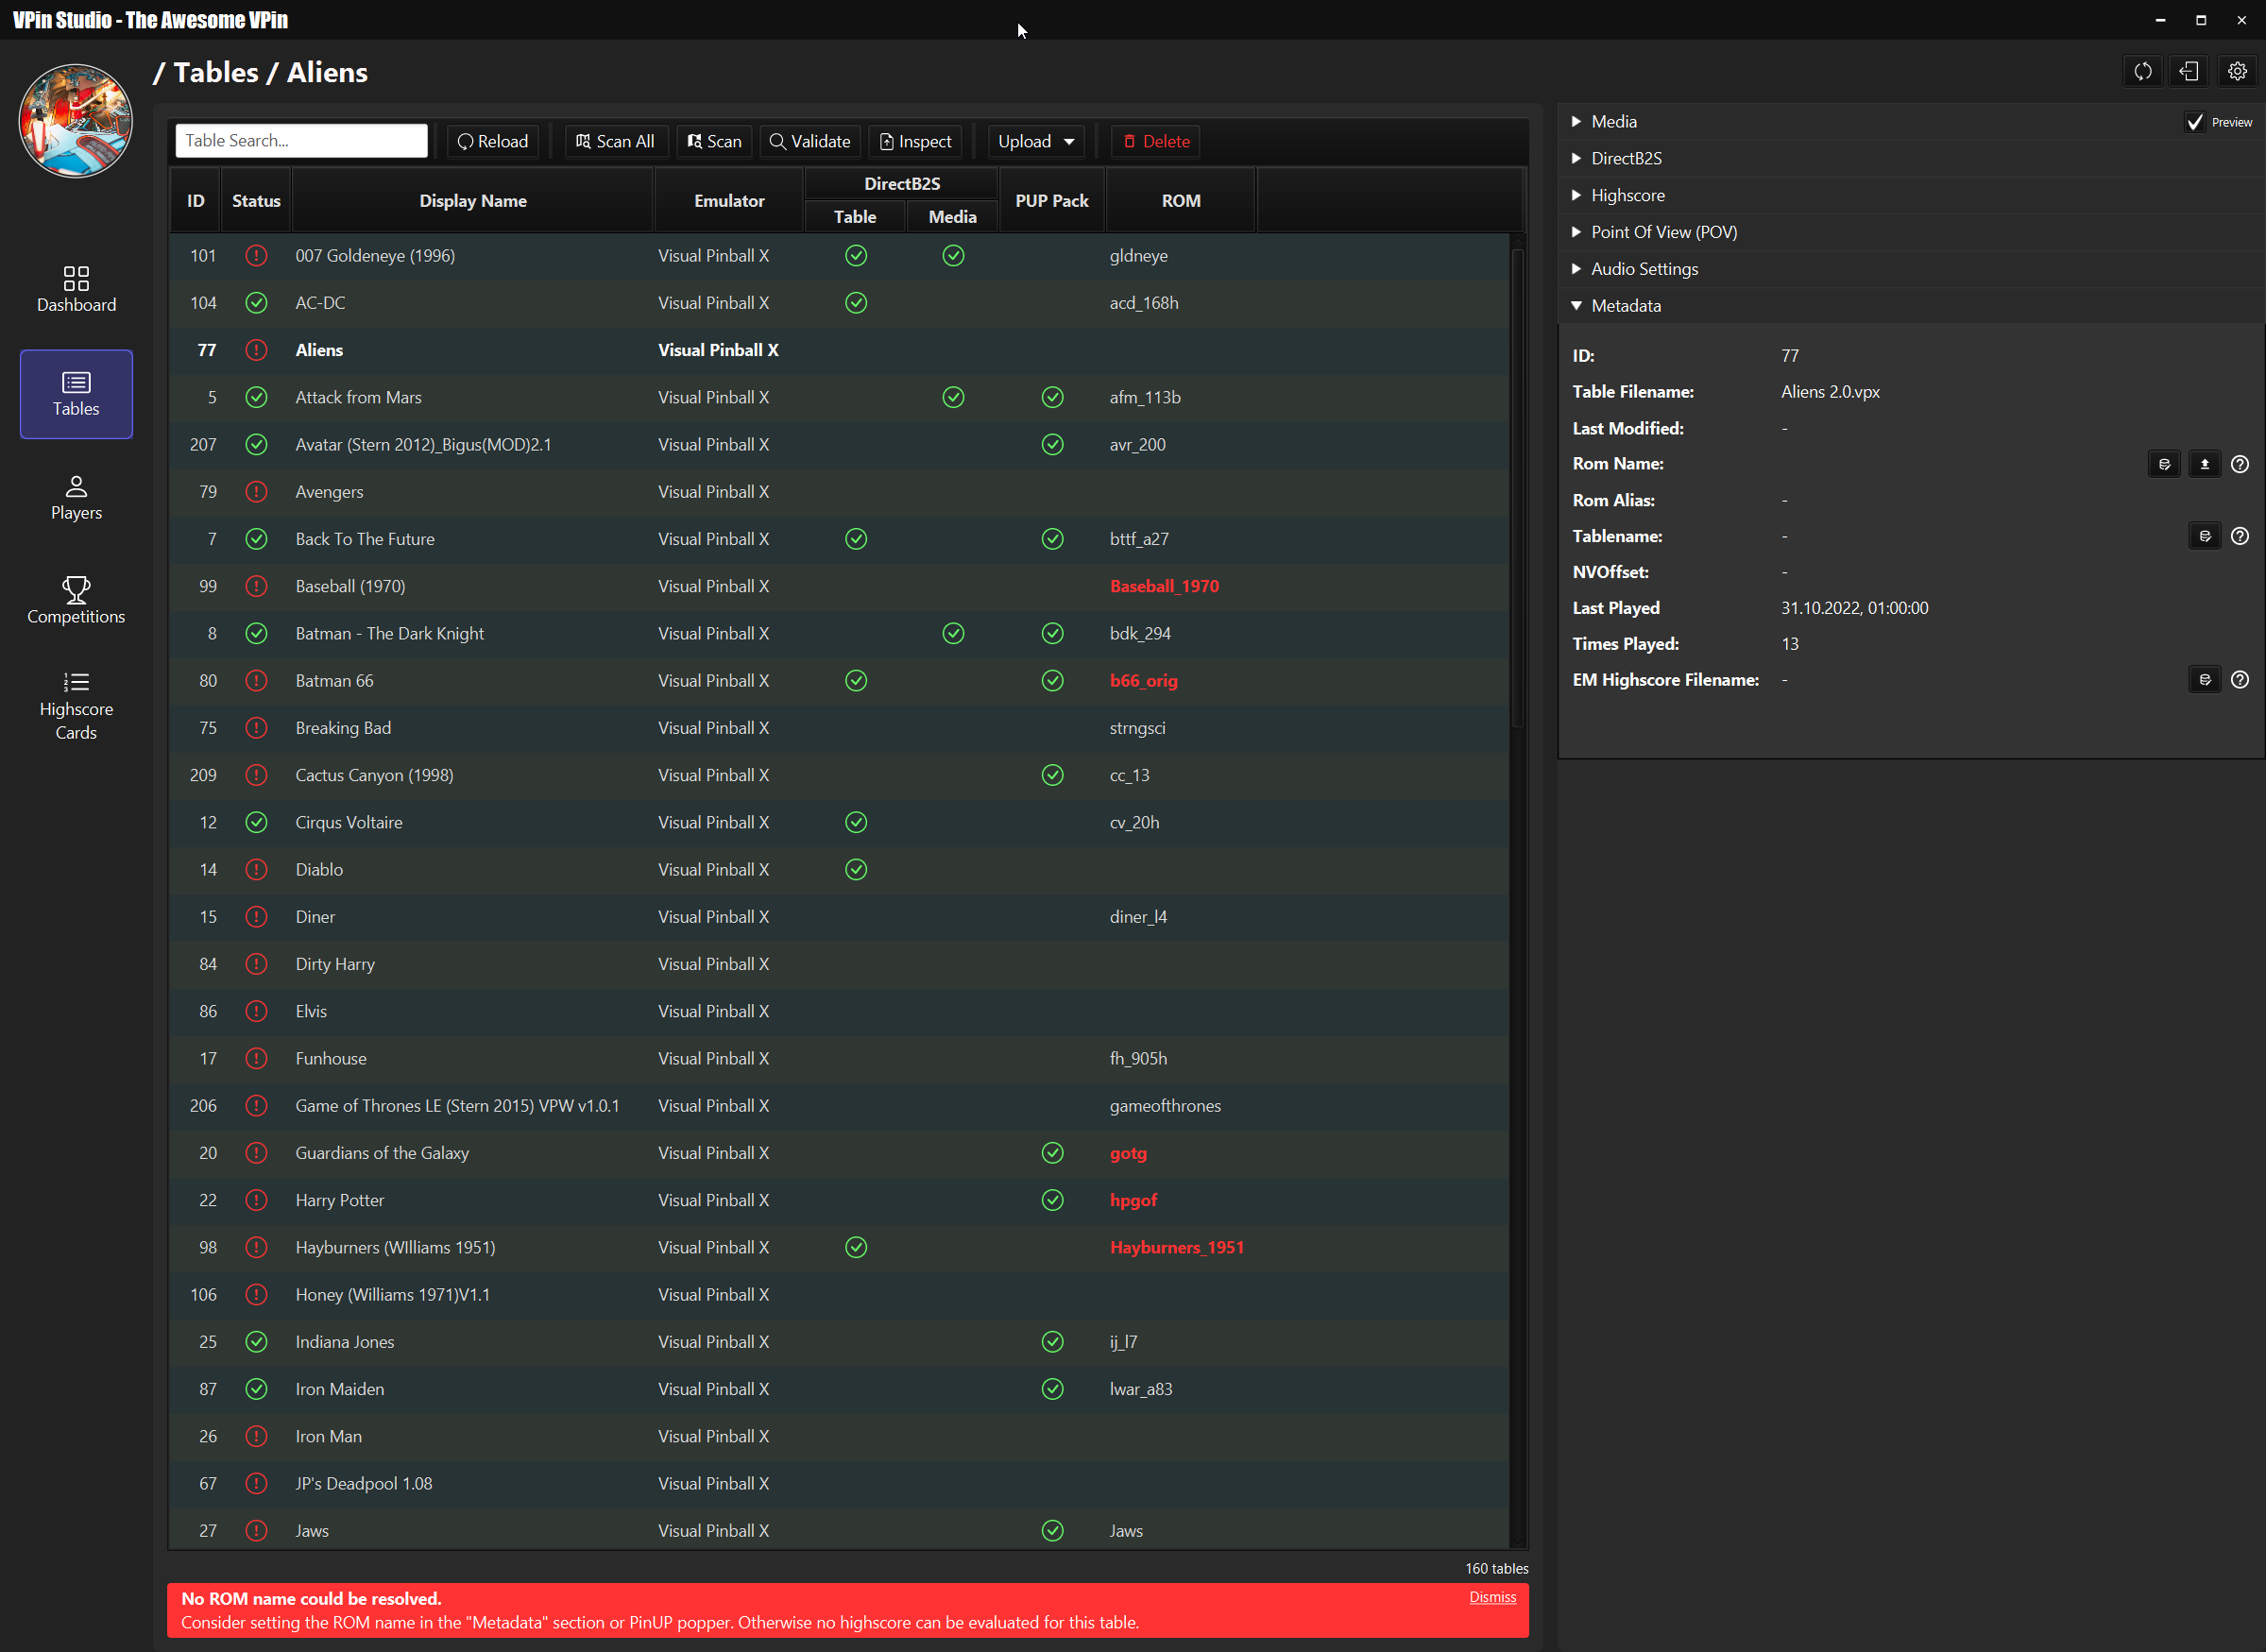 VPin Studio - The Awesome VPin
/ Tables / Aliens
Dashboard
Tables
Players
Competitions
Highscore
Cards
Table Search... Reload Scan All Scan Validate Inspect Upload Delete
ID Status Display Name Emulator DirectB2S PUP Pack ROM
Table Media
101 007 Goldeneye (1996) Visual Pinball X gldneye
104 AC-DC Visual Pinball X acd_168h
77 Aliens Visual Pinball X
5 Attack from Mars Visual Pinball X afm_113b
207 Avatar (Stern 2012)_Bigus(MOD)2.1 Visual Pinball X avr_200
79 Avengers Visual Pinball X
7 Back To The Future Visual Pinball X bttf_a27
99 Baseball (1970) Visual Pinball X Baseball_1970
8 Batman - The Dark Knight Visual Pinball X bdk_294
80 Batman 66 Visual Pinball X b66_orig
75 Breaking Bad Visual Pinball X strngsci
209 Cactus Canyon (1998) Visual Pinball X cc_13
12 Cirqus Voltaire Visual Pinball X cv_20h
14 Diablo Visual Pinball X
15 Diner Visual Pinball X diner_l4
84 Dirty Harry Visual Pinball X
86 Elvis Visual Pinball X
17 Funhouse Visual Pinball X fh_905h
206 Game of Thrones LE (Stern 2015) VPW v1.0.1 Visual Pinball X gameofthrones
20 Guardians of the Galaxy Visual Pinball X gotg
22 Harry Potter Visual Pinball X hpgof
98 Hayburners (WIlliams 1951) Visual Pinball X Hayburners_1951
106 Honey (Williams 1971)V1.1 Visual Pinball X
25 Indiana Jones Visual Pinball X ij_l7
87 Iron Maiden Visual Pinball X lwar_a83
26 Iron Man Visual Pinball X
67 JP's Deadpool 1.08 Visual Pinball X
27 Jaws Visual Pinball X Jaws
160 tables
No ROM name could be resolved. Dismiss
Consider setting the ROM name in the "Metadata" section or PinUP popper. Otherwise no highscore can be evaluated for this table.
Media Preview
DirectB2S
Highscore
Point Of View (POV)
Audio Settings
Metadata
ID: 77
Table Filename: Aliens 2.0.vpx
Last Modified: -
Rom Name:
Rom Alias: -
Tablename: -
NVOffset: -
Last Played 31.10.2022, 01:00:00
Times Played: 13
EM Highscore Filename: -